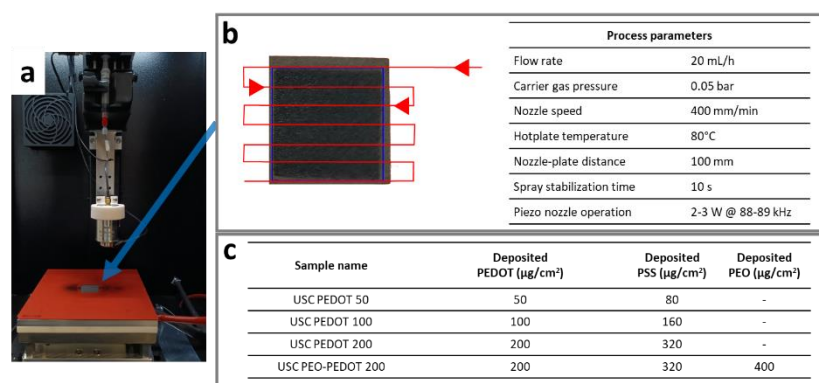 a
b
Process parameters
Flow rate 20 mL/h
Carrier gas pressure 0.05 bar
Nozzle speed 400 mm/min
Hotplate temperature 80°C
Nozzle-plate distance 100 mm
Spray stabilization time 10 s
Piezo nozzle operation 2-3 W @ 88-89 kHz
c
Sample name Deposited PEDOT (µg/cm²) Deposited PSS (µg/cm²) Deposited PEO (µg/cm²)
USC PEDOT 50 50 80 -
USC PEDOT 100 100 160 -
USC PEDOT 200 200 320 -
USC PEO-PEDOT 200 200 320 400